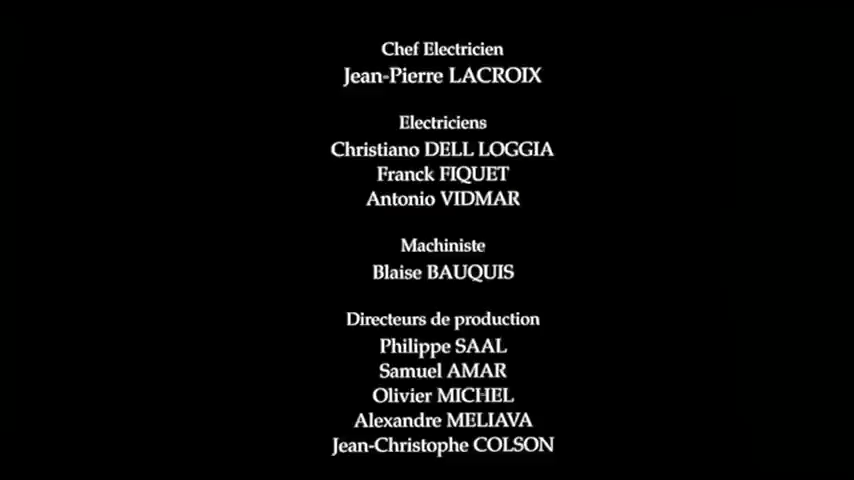 Chef Electricien
Jean-Pierre LACROIX
Electriciens
Christiano DELL LOGGIA
Franck FIQUET
Antonio VIDMAR
Machiniste
Blaise BAUQUIS
Directeurs de production
Philippe SAAL
Samuel AMAR
Olivier MICHEL
Alexandre MELIAVA
Jean-Christophe COLSON